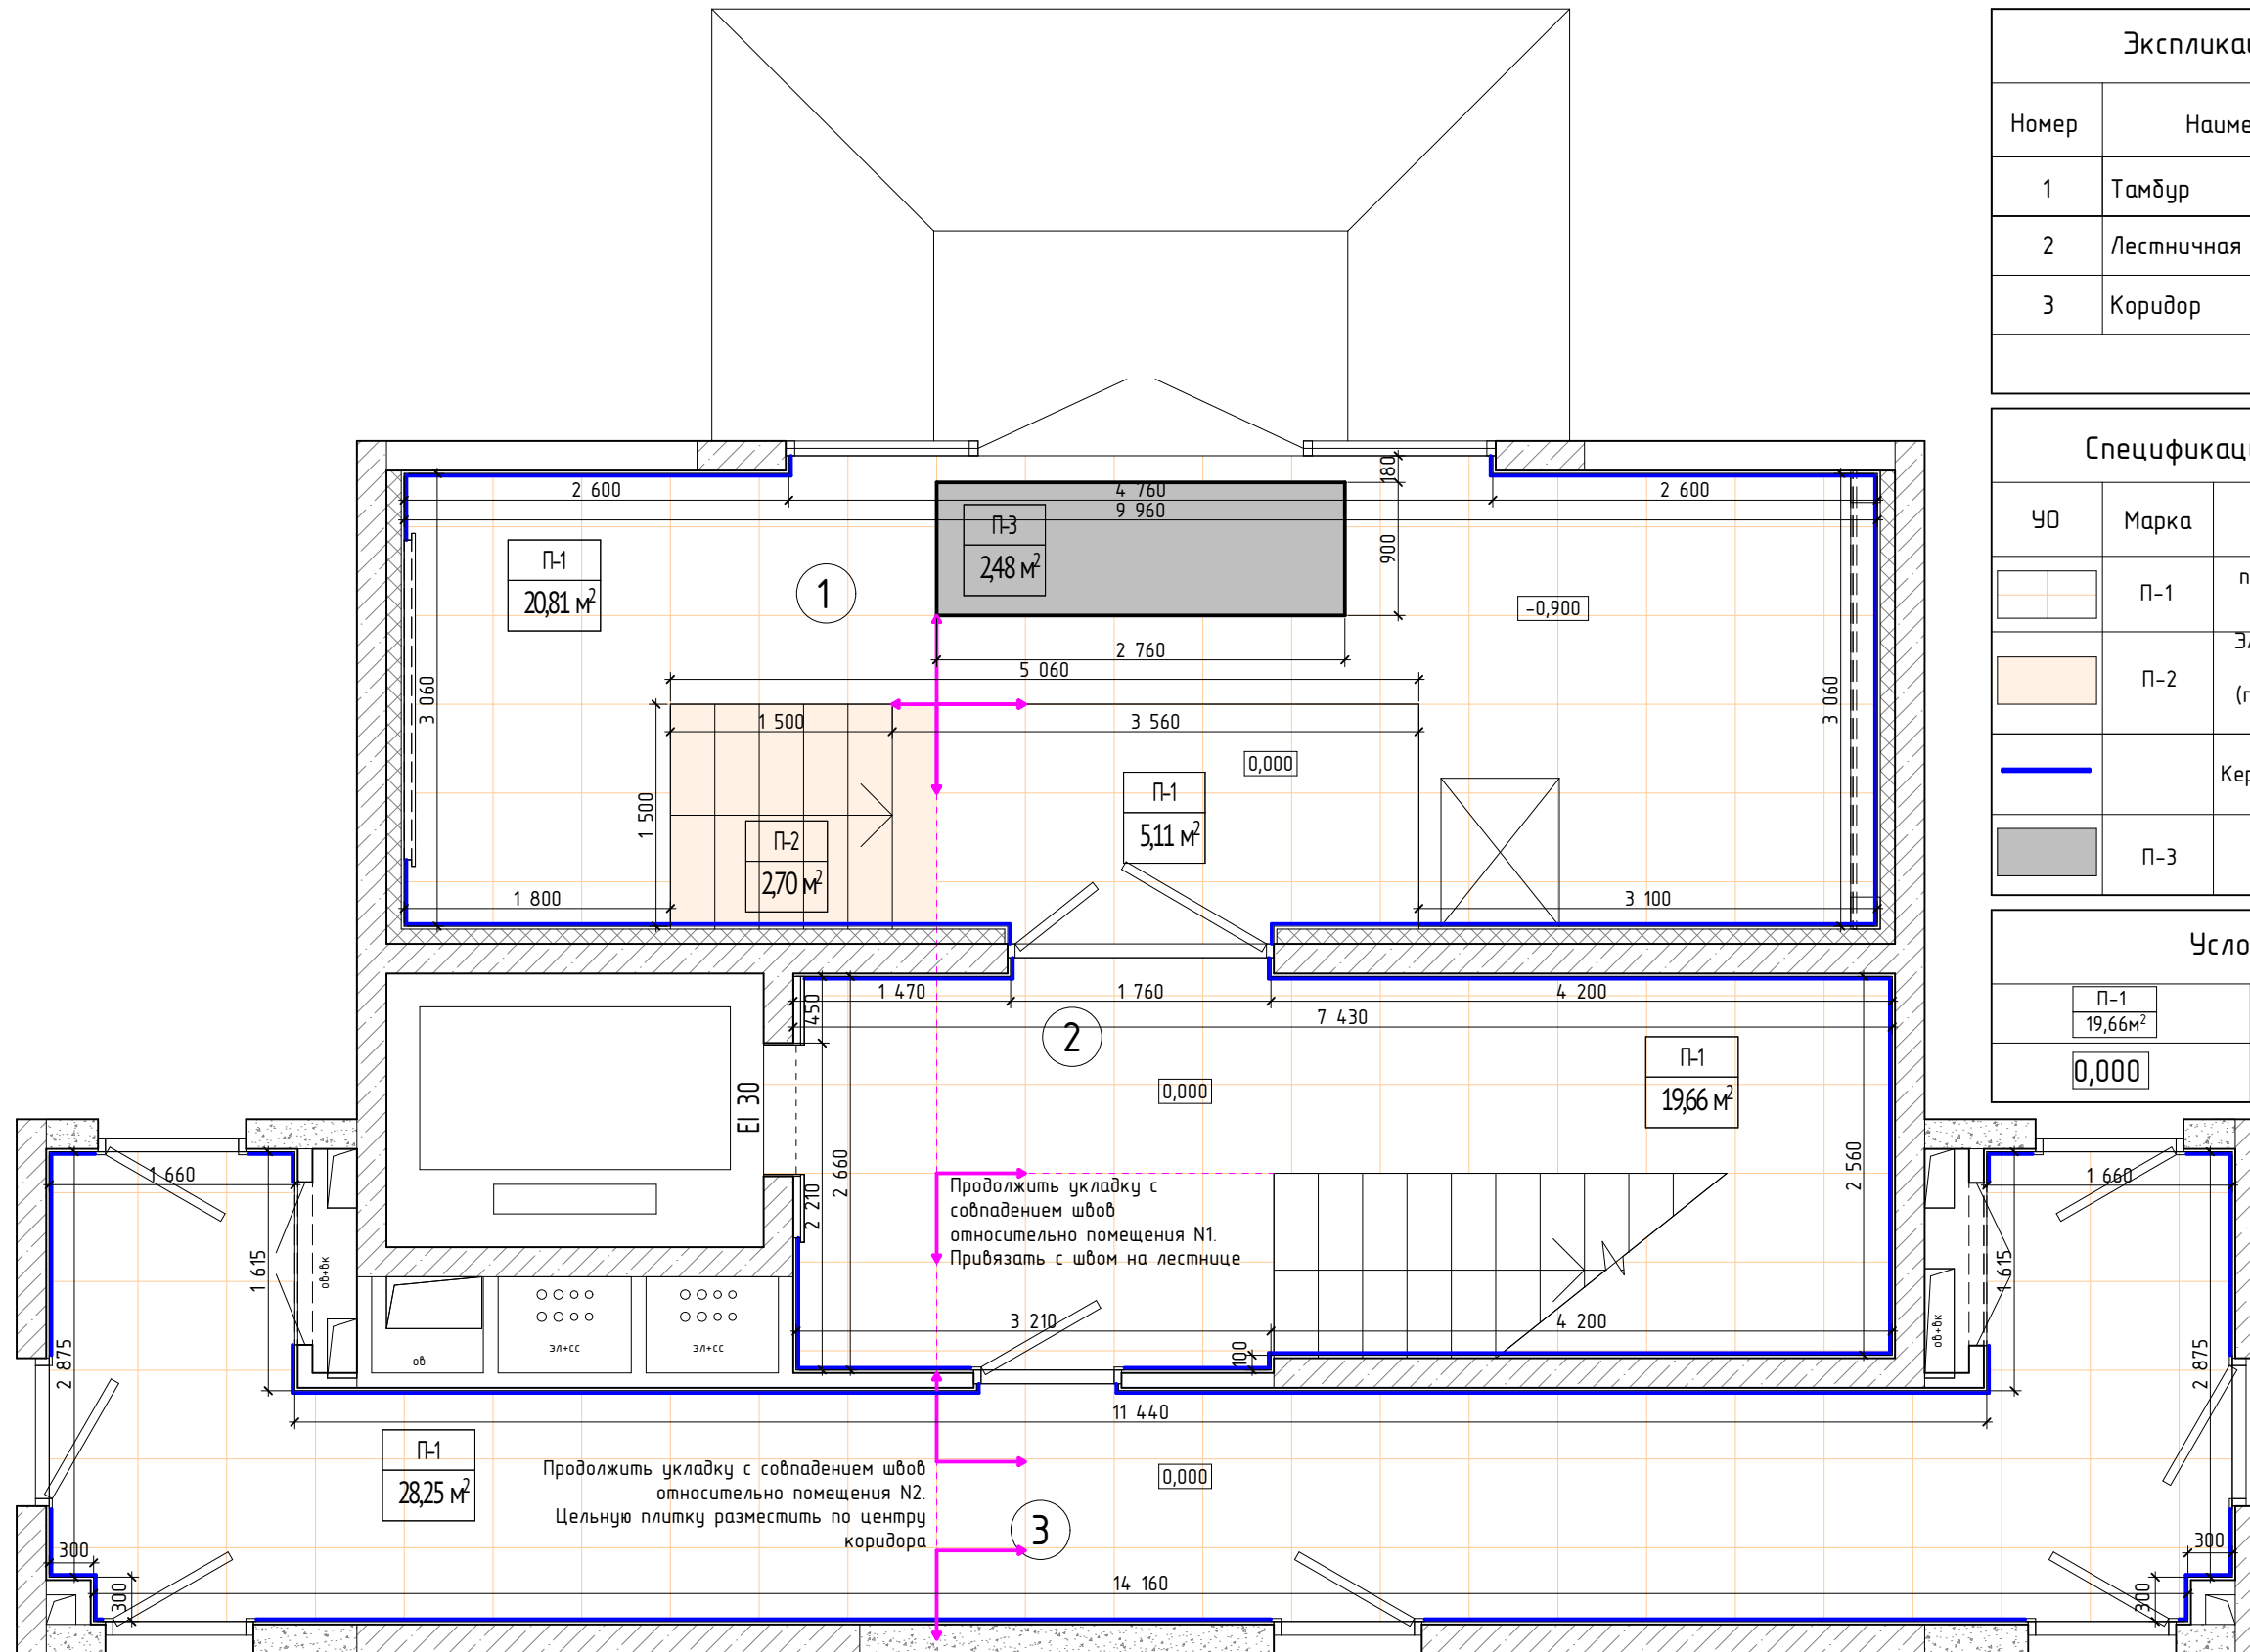 Экспликац
Номер
Наиме
1
Тамбур
2
Лестничная
3
Коридор
Спецификаци
УО
Марка
П-1
П-2
(п
Кер
П-3
Усло
П-1
19,66м²
0,000
2 600
4 760
9 960
2 600
180
900
П-3
2,48 м²
П-1
20,81 м²
1
-0,900
2 760
5 060
3 060
3 060
1 500
3 560
0,000
1 500
П-1
5,11 м²
П-2
2,70 м²
1 800
3 100
1 470
1 760
4 200
450
7 430
2
П-1
19,66 м²
0,000
EI 30
2 660
2 210
2 560
Продолжить укладку с
совпадением швов
относительно помещения N1.
Привязать с швом на лестнице
1 660
1 660
1 615
1 615
ов+вк
ов+вк
3 210
4 200
100
ов
эл+сс
эл+сс
2 875
2 875
11 440
П-1
28,25 м²
Продолжить укладку с совпадением швов
относительно помещения N2.
Цельную плитку разместить по центру
коридора
0,000
3
300
300
300
300
14 160